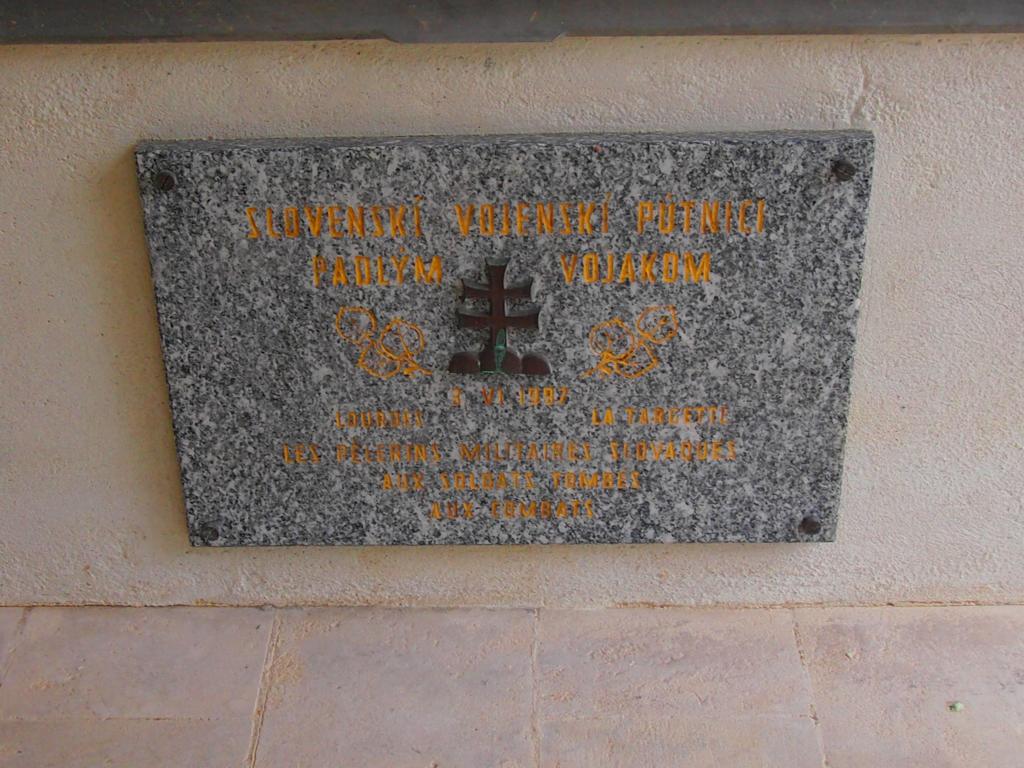 SLOVENSKÍ VOJENSKÍ PÚTNICI
PADLÝM VOJAKOM
3 VI 1997
LOURDES LA TARGETTE
LES PÈLERINS MILITAIRES SLOVAQUES
AUX SOLDATS TOMBÉS
AUX COMBATS